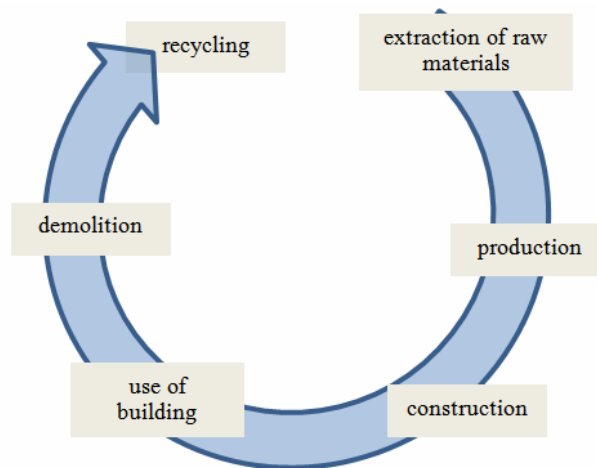 recycling
extraction of raw
materials
production
construction
use of
building
demolition